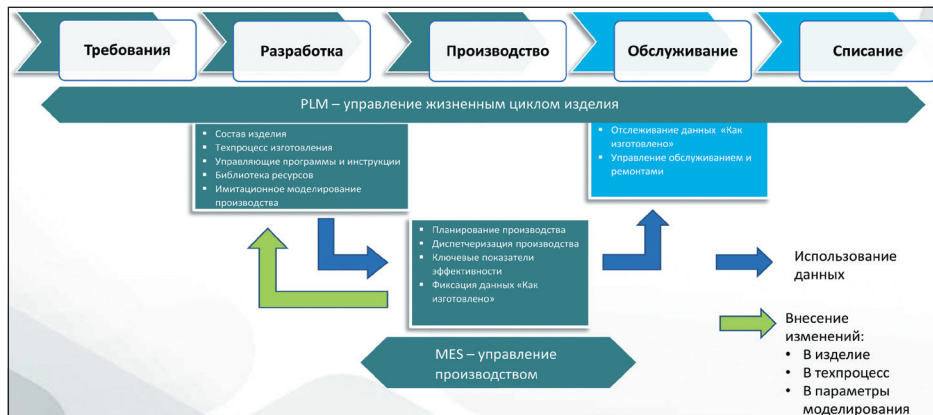 Требования
Разработка
Производство
Обслуживание
Списание
PLM – управление жизненным циклом изделия
▪ Состав изделия
▪ Техпроцесс изготовления
▪ Управляющие программы и инструкции
▪ Библиотека ресурсов
▪ Имитационное моделирование
производства
▪ Отслеживание данных «Как
изготовлено»
▪ Управление обслуживанием и
ремонтами
▪ Планирование производства
▪ Диспетчеризация производства
▪ Ключевые показатели
эффективности
▪ Фиксация данных «Как
изготовлено»
MES – управление
производством
Использование
данных
Внесение
изменений:
• В изделие
• В техпроцесс
• В параметры
моделирования